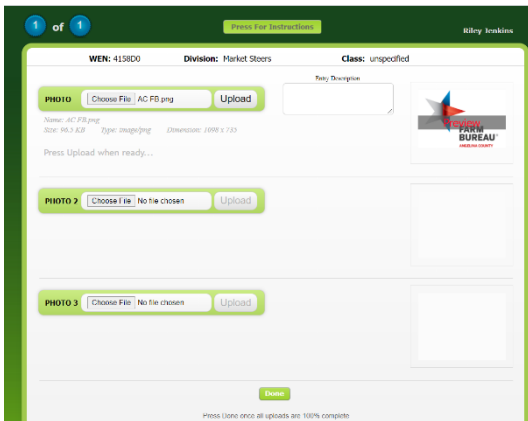 1 of 1
Press For Instructions
Riley Jenkins
WEN: 4158D0 Division: Market Steers Class: unspecified
Entry Description
PHOTO Choose File AC FB.png Upload
Name: AC FB.png
Size: 96.5 KB Type: image/png Dimension: 1098 x 735
Press Upload when ready...
Preview
FARM
BUREAU
ANGELINA COUNTY
PHOTO 2 Choose File No file chosen Upload
PHOTO 3 Choose File No file chosen Upload
Done
Press Done once all uploads are 100% complete